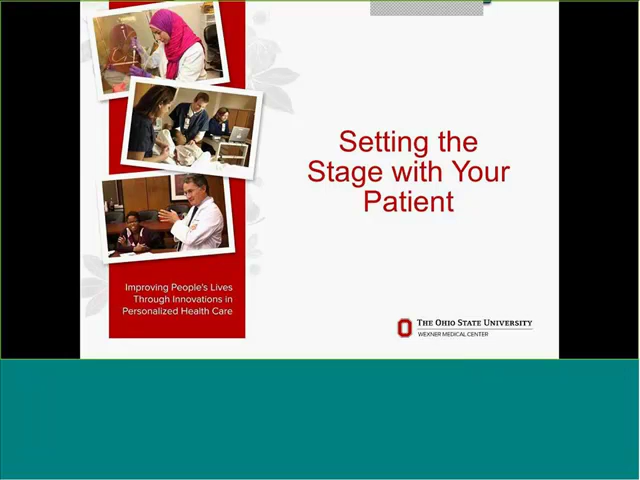 Setting the
Stage with Your
Patient
Improving People's Lives
Through Innovations in
Personalized Health Care
THE OHIO STATE UNIVERSITY
WEXNER MEDICAL CENTER